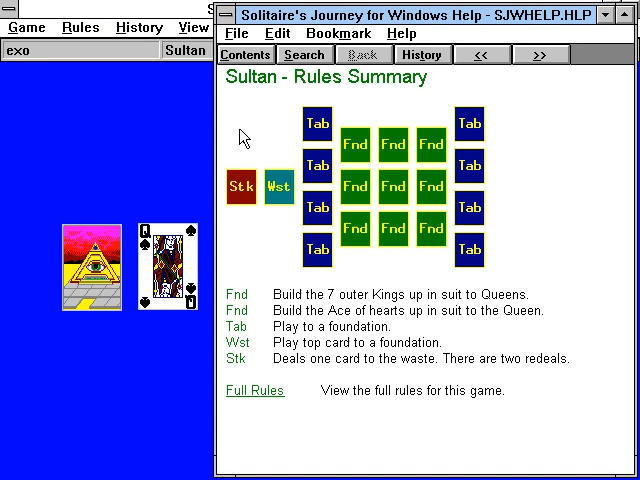 S
Game Rules History View
exo Sultan
Solitaire's Journey for Windows Help - SJWHELP.HLP
File Edit Bookmark Help
Contents Search Back History << >>
Sultan - Rules Summary
Tab Tab
Fnd Fnd Fnd
Tab Tab
Stk Wst Fnd Fnd Fnd
Tab Tab
Fnd Fnd Fnd
Tab Tab
Q
Q
Fnd Build the 7 outer Kings up in suit to Queens.
Fnd Build the Ace of hearts up in suit to the Queen.
Tab Play to a foundation.
Wst Play top card to a foundation.
Stk Deals one card to the waste. There are two redeals.
Full Rules View the full rules for this game.